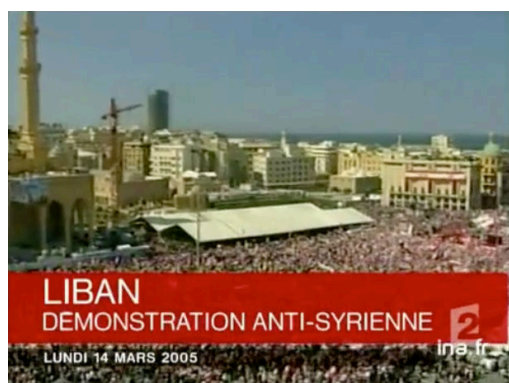 LIBAN
DEMONSTRATION ANTI-SYRIENNE
2
ina.fr
LUNDI 14 MARS 2005